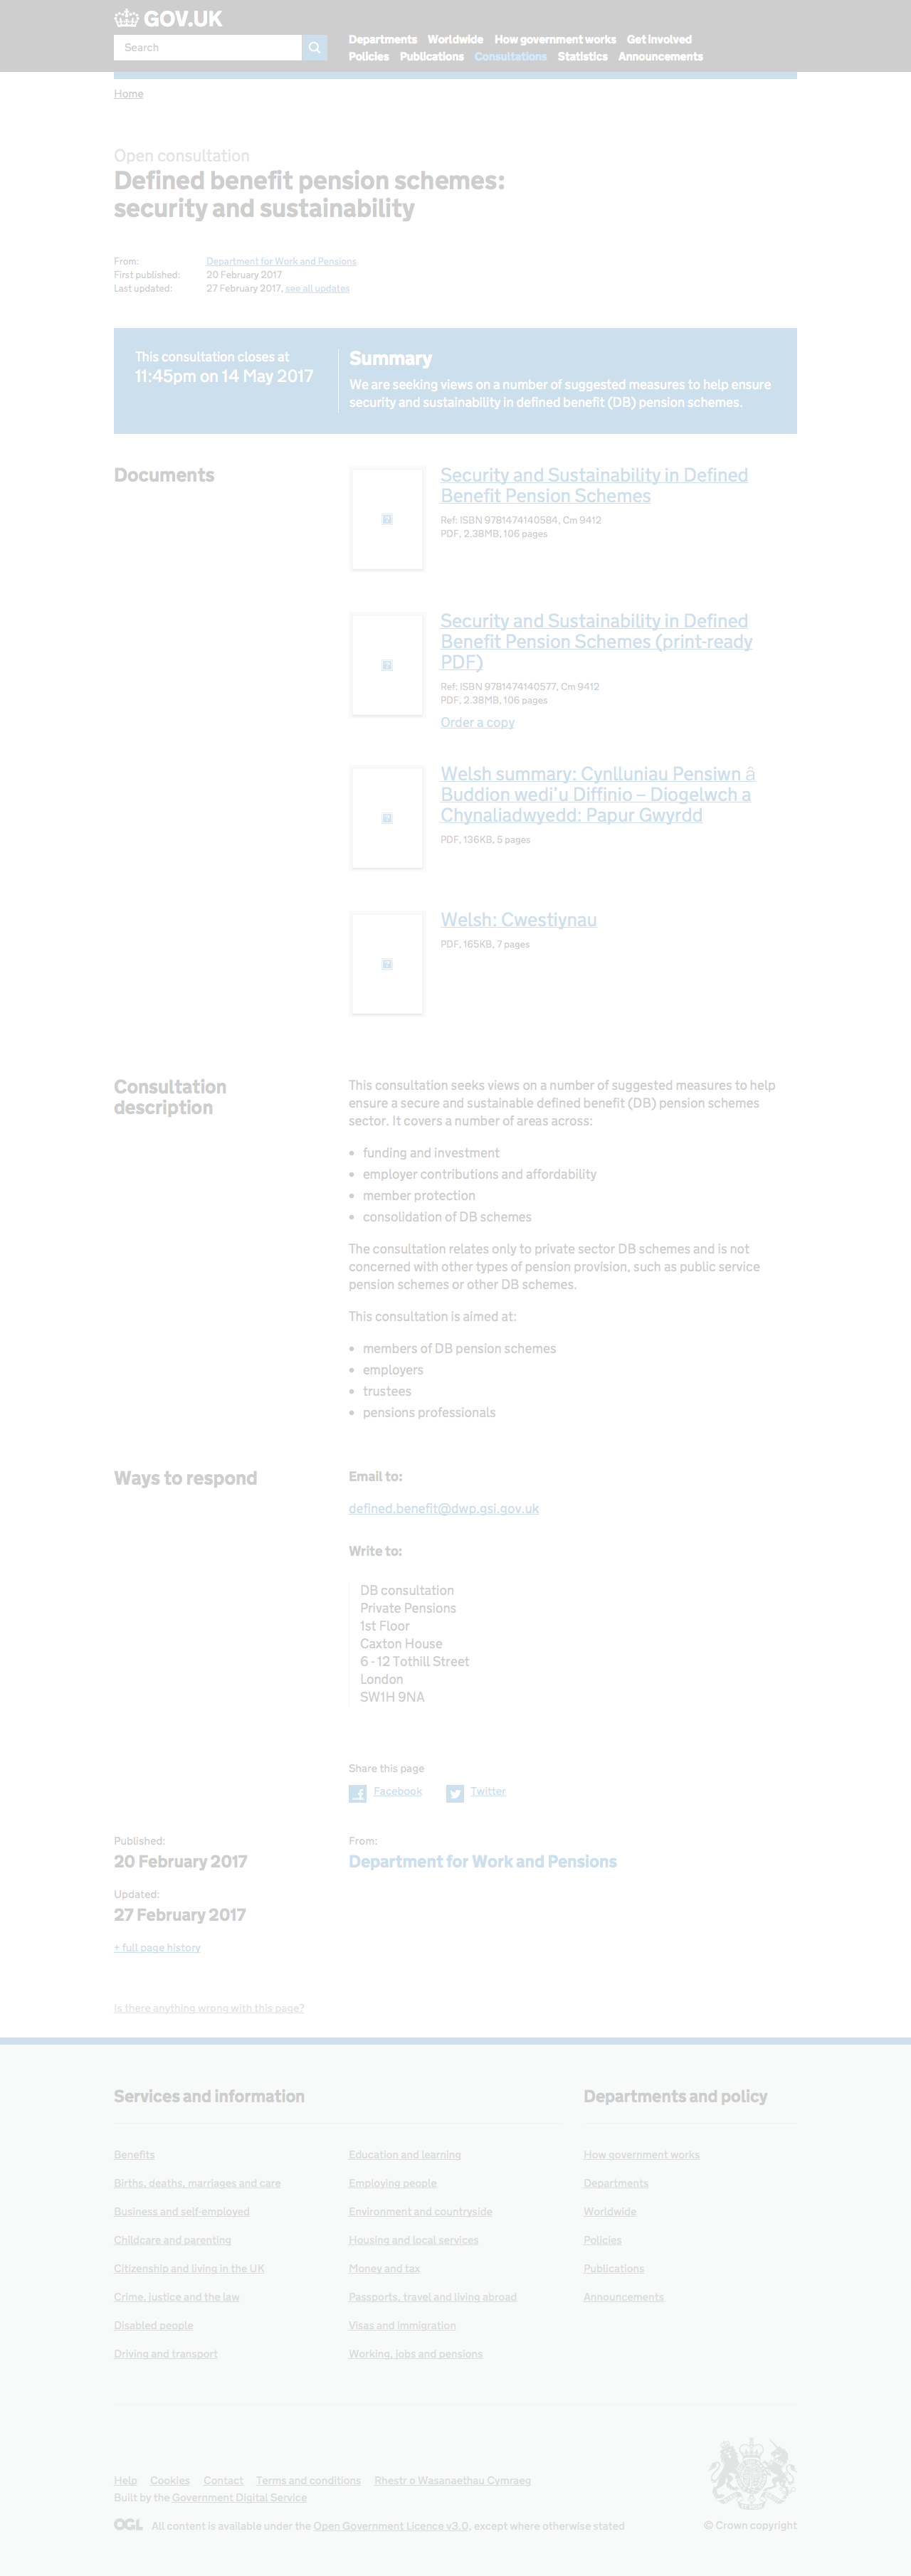 GOV.UK
Search
Departments Worldwide How government works Get involved
Policies Publications Consultations Statistics Announcements
Home
Open consultation
Defined benefit pension schemes:
security and sustainability
From: Department for Work and Pensions
First published: 20 February 2017
Last updated: 27 February 2017, see all updates
This consultation closes at
11:45pm on 14 May 2017
Summary
We are seeking views on a number of suggested measures to help ensure
security and sustainability in defined benefit (DB) pension schemes.
Documents
Security and Sustainability in Defined
Benefit Pension Schemes
Ref: ISBN 9781474140584, Cm 9412
PDF, 2.38MB, 106 pages
Security and Sustainability in Defined
Benefit Pension Schemes (print-ready
PDF)
Ref: ISBN 9781474140577, Cm 9412
PDF, 2.38MB, 106 pages
Order a copy
Welsh summary: Cynlluniau Pensiwn â
Buddion wedi’u Diffinio – Diogelwch a
Chynaliadwyedd: Papur Gwyrdd
PDF, 136KB, 5 pages
Welsh: Cwestiynau
PDF, 165KB, 7 pages
Consultation
description
This consultation seeks views on a number of suggested measures to help
ensure a secure and sustainable defined benefit (DB) pension schemes
sector. It covers a number of areas across:
• funding and investment
• employer contributions and affordability
• member protection
• consolidation of DB schemes
The consultation relates only to private sector DB schemes and is not
concerned with other types of pension provision, such as public service
pension schemes or other DB schemes.
This consultation is aimed at:
• members of DB pension schemes
• employers
• trustees
• pensions professionals
Ways to respond
Email to:
defined.benefit@dwp.gsi.gov.uk
Write to:
DB consultation
Private Pensions
1st Floor
Caxton House
6 - 12 Tothill Street
London
SW1H 9NA
Share this page
Facebook Twitter
Published:
20 February 2017
Updated:
27 February 2017
+ full page history
From:
Department for Work and Pensions
Is there anything wrong with this page?
Services and information
Benefits
Births, deaths, marriages and care
Business and self-employed
Childcare and parenting
Citizenship and living in the UK
Crime, justice and the law
Disabled people
Driving and transport
Education and learning
Employing people
Environment and countryside
Housing and local services
Money and tax
Passports, travel and living abroad
Visas and immigration
Working, jobs and pensions
Departments and policy
How government works
Departments
Worldwide
Policies
Publications
Announcements
Help Cookies Contact Terms and conditions Rhestr o Wasanaethau Cymraeg
Built by the Government Digital Service
OGL All content is available under the Open Government Licence v3.0, except where otherwise stated
© Crown copyright